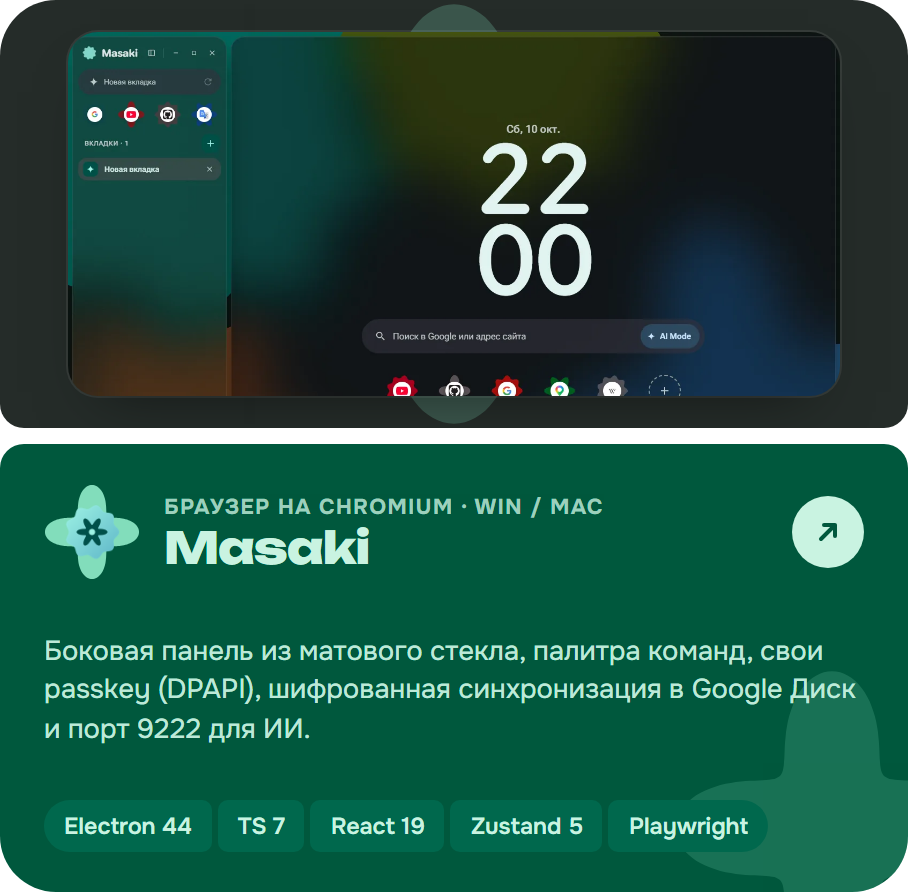 Masaki
Новая вкладка
ВКЛАДКИ · 1
Новая вкладка
Сб, 10 окт.
22
00
Поиск в Google или адрес сайта
AI Mode
БРАУЗЕР НА CHROMIUM · WIN / MAC
Masaki
Боковая панель из матового стекла, палитра команд, свои
passkey (DPAPI), шифрованная синхронизация в Google Диск
и порт 9222 для ИИ.
Electron 44
TS 7
React 19
Zustand 5
Playwright